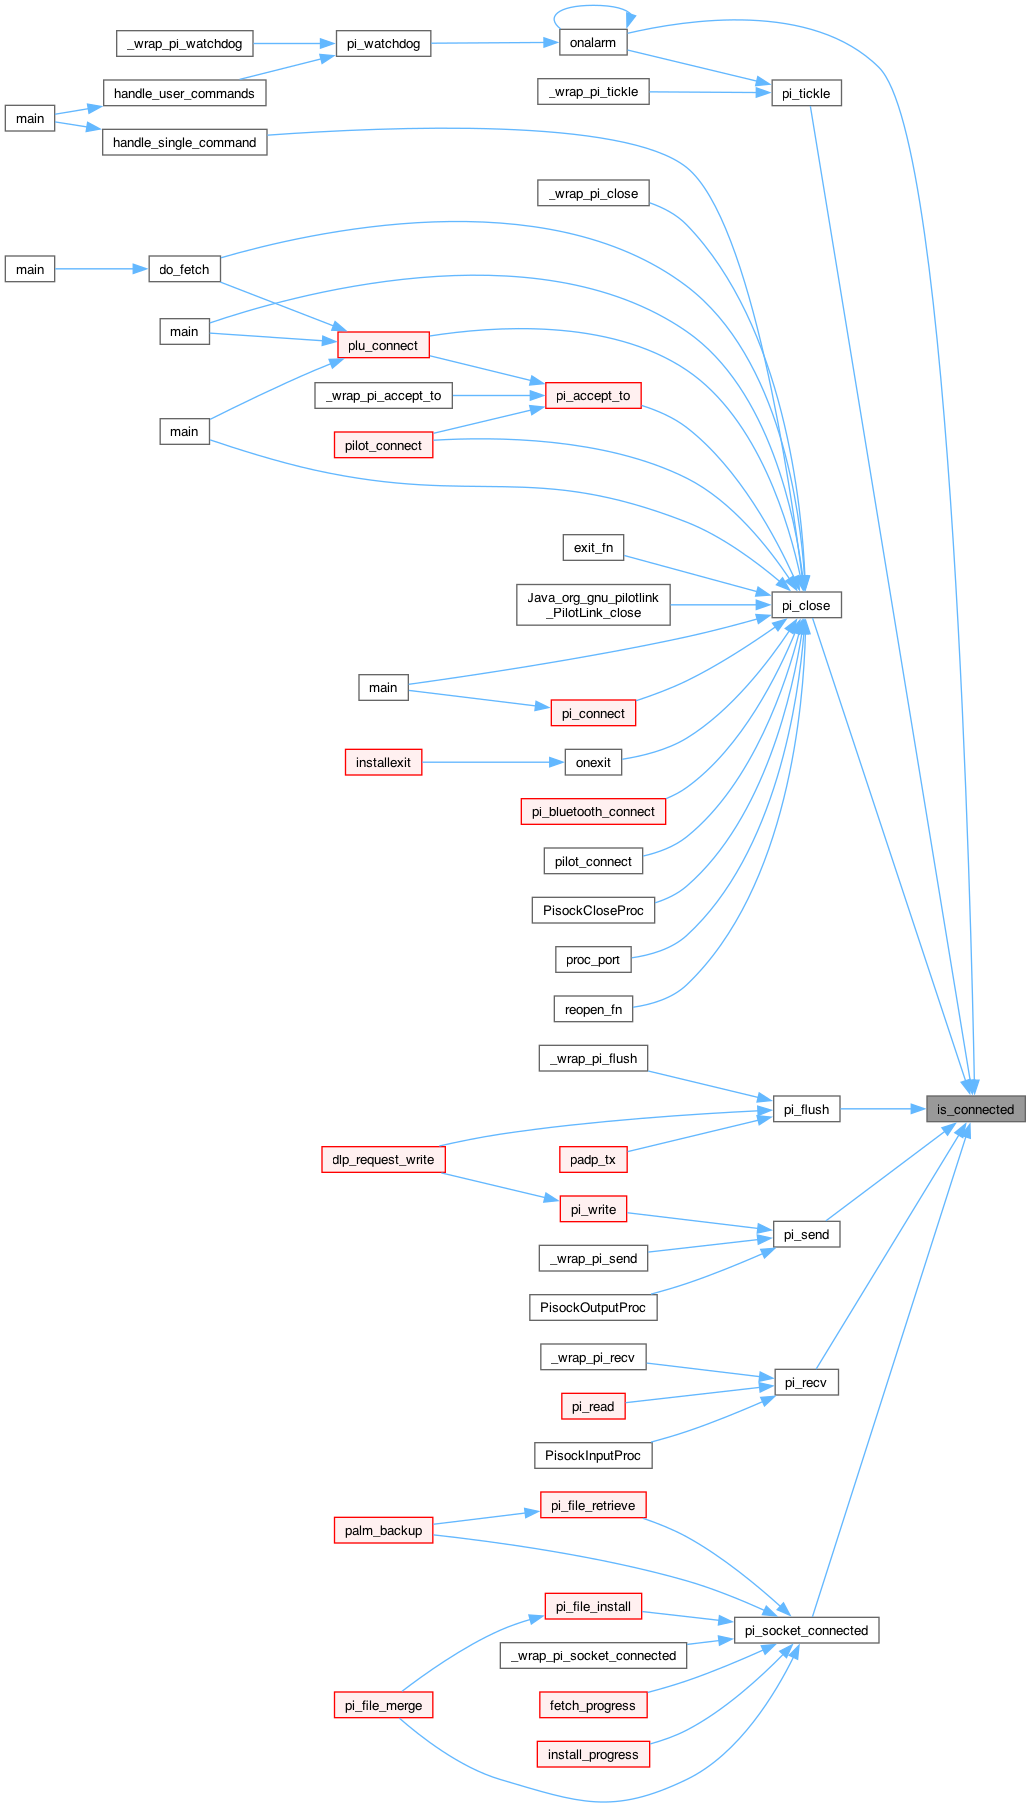 _wrap_pi_watchdog
pi_watchdog
onalarm
handle_user_commands
_wrap_pi_tickle
pi_tickle
main
handle_single_command
_wrap_pi_close
main
do_fetch
main
plu_connect
_wrap_pi_accept_to
pi_accept_to
main
pilot_connect
exit_fn
Java_org_gnu_pilotlink
_PilotLink_close
pi_close
main
pi_connect
installexit
onexit
pi_bluetooth_connect
pilot_connect
PisockCloseProc
proc_port
reopen_fn
_wrap_pi_flush
pi_flush
is_connected
dlp_request_write
padp_tx
pi_write
pi_send
_wrap_pi_send
PisockOutputProc
_wrap_pi_recv
pi_recv
pi_read
PisockInputProc
pi_file_retrieve
palm_backup
pi_file_install
pi_socket_connected
_wrap_pi_socket_connected
pi_file_merge
fetch_progress
install_progress